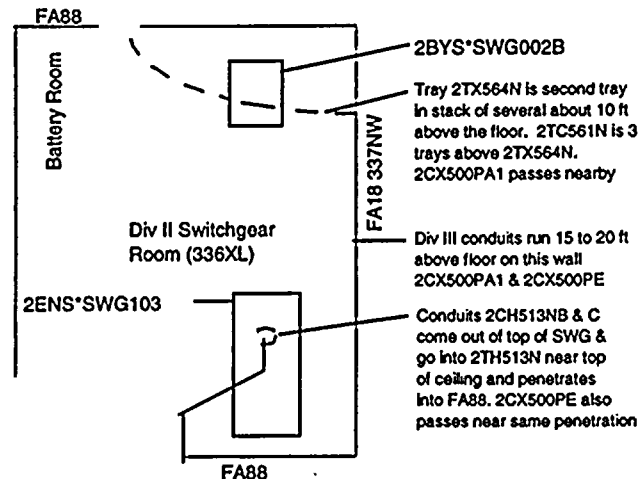 FA88
Battery Room
2BYS*SWG002B
Tray 2TX564N is second tray
in stack of several about 10 ft
above the floor. 2TC561N is 3
trays above 2TX564N.
2CX500PA1 passes nearby
FA18 337NW
Div II Switchgear
Room (336XL)
Div III conduits run 15 to 20 ft
above floor on this wall
2CX500PA1 & 2CX500PE
2ENS*SWG103
Conduits 2CH513NB & C
come out of top of SWG &
go into 2TH513N near top
of ceiling and penetrates
into FA88. 2CX500PE also
passes near same penetration
FA88